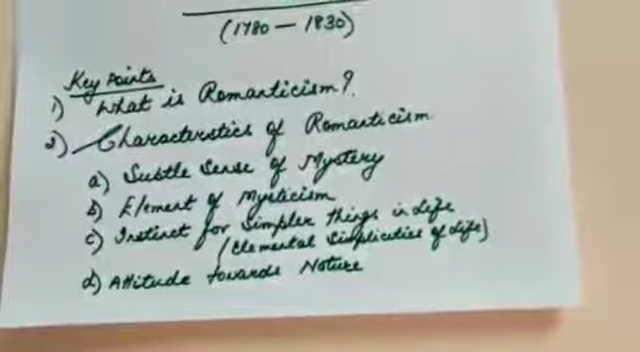 (1780 — 1830)
Key Points
1) What is Romanticism?
2) Characteristics of Romanticism
a) Subtle Sense of Mystery
b) Element of Mysticism
c) Instinct for Simpler things in Life
(Elemental Simplicities of Life)
d) Attitude towards Nature